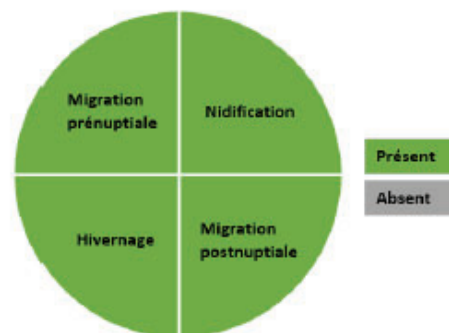 Migration
prénuptiale
Nidification
Hivernage
Migration
postnuptiale
Présent
Absent